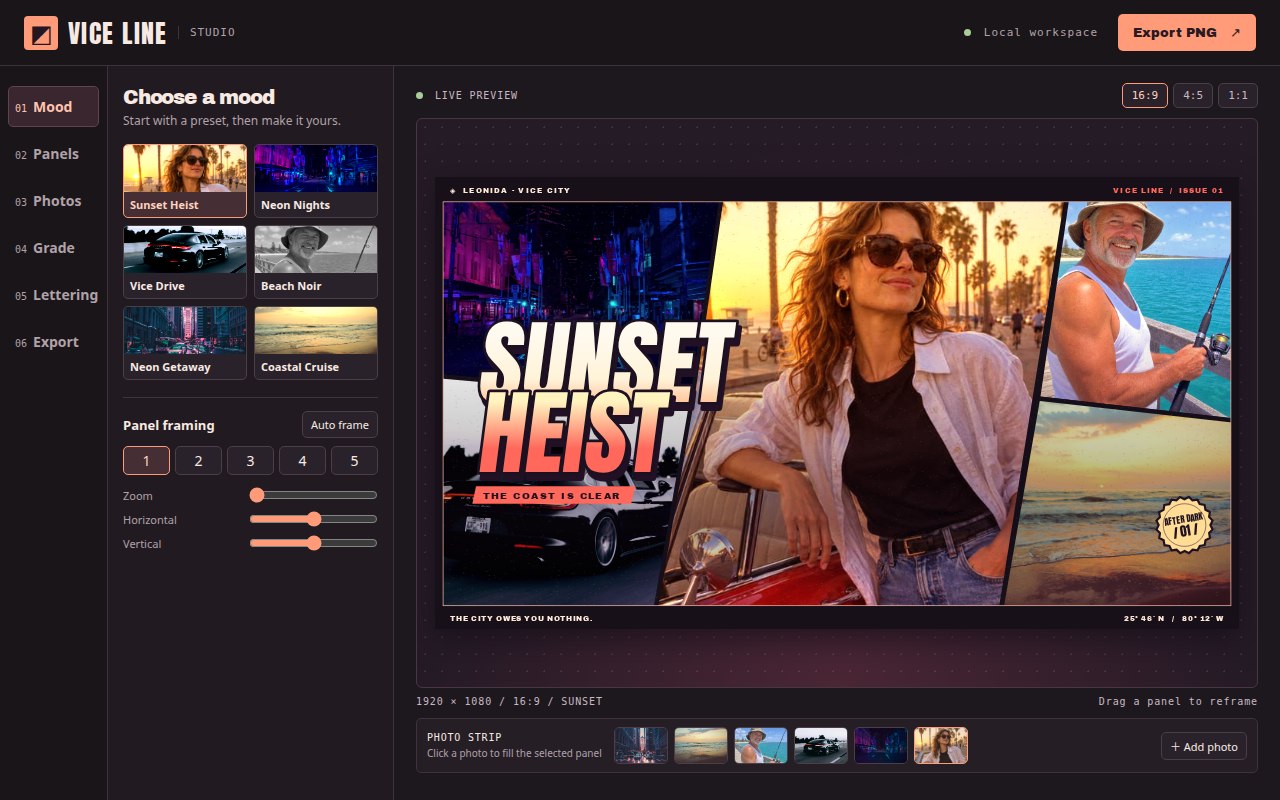 VICE LINE
STUDIO
Local workspace
Export PNG ↗
01 Mood
02 Panels
03 Photos
04 Grade
05 Lettering
06 Export
Choose a mood
Start with a preset, then make it yours.
Sunset Heist
Neon Nights
Vice Drive
Beach Noir
Neon Getaway
Coastal Cruise
Panel framing
Auto frame
1 2 3 4 5
Zoom
Horizontal
Vertical
LIVE PREVIEW
16:9 4:5 1:1
◈ LEONIDA · VICE CITY
VICE LINE / ISSUE 01
SUNSET
HEIST
THE COAST IS CLEAR
AFTER DARK
/ 01 /
THE CITY OWES YOU NOTHING.
25° 46′ N / 80° 12′ W
1920 × 1080 / 16:9 / SUNSET
Drag a panel to reframe
PHOTO STRIP
Click a photo to fill the selected panel
+ Add photo